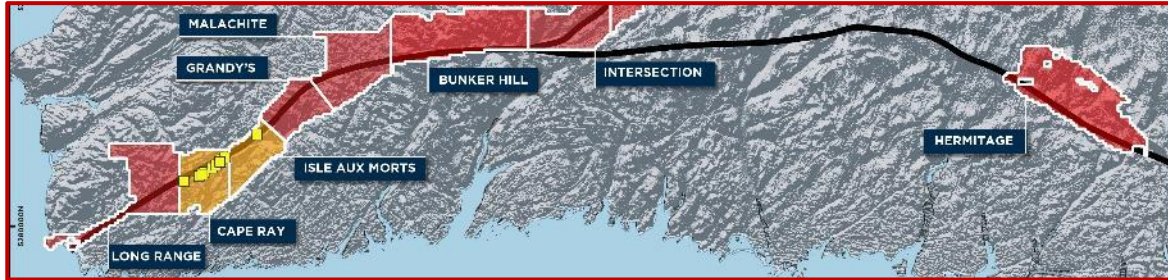 MALACHITE
GRANDY'S
BUNKER HILL
INTERSECTION
HERMITAGE
ISLE AUX MORTS
CAPE RAY
LONG RANGE